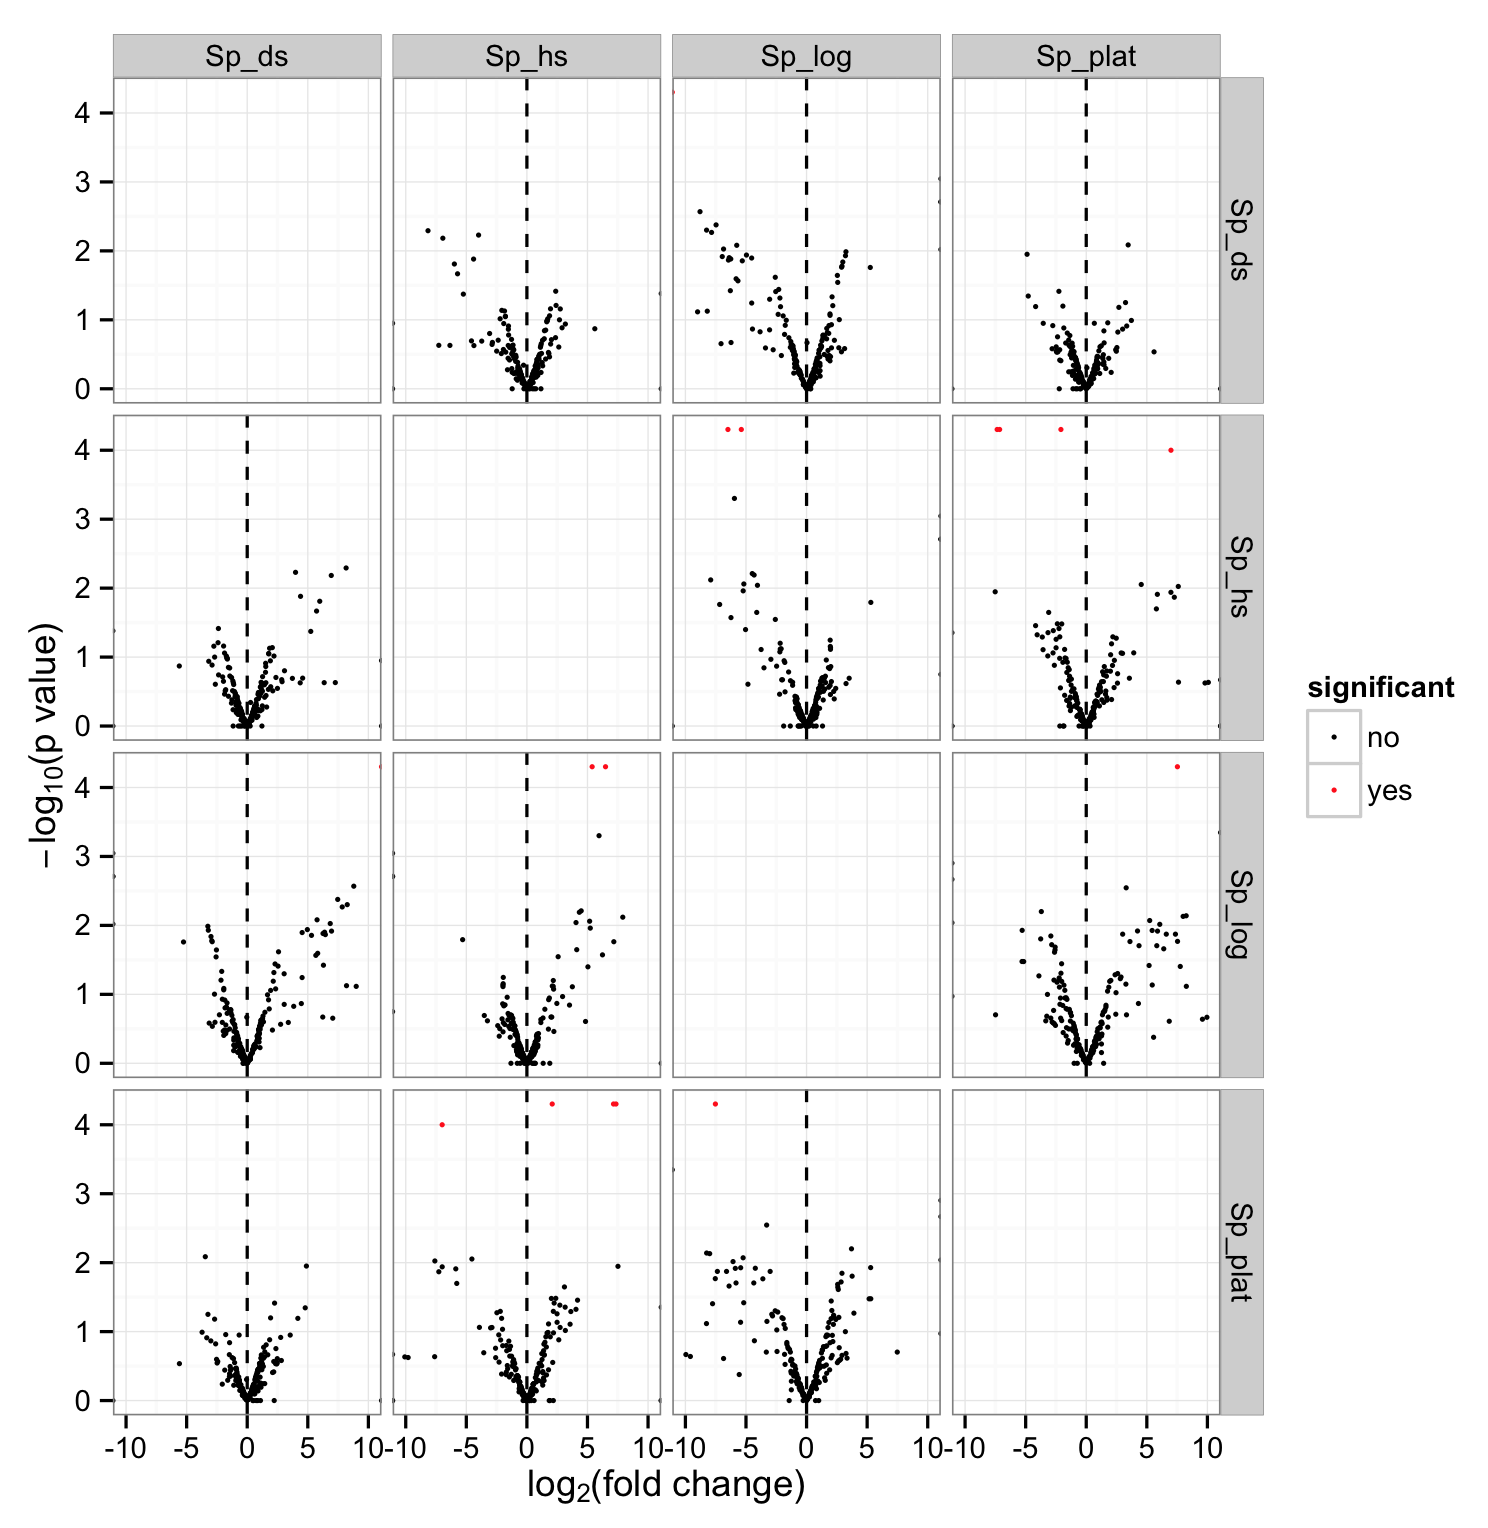 Sp_ds Sp_hs Sp_log Sp_plat
4
3
2
1
0
Sp_ds
4
3
2
1
0
Sp_hs
4
3
2
1
0
Sp_log
4
3
2
1
0
Sp_plat
−log10(p value)
-10 -5 0 5 10 -10 -5 0 5 10 -10 -5 0 5 10 -10 -5 0 5 10
log2(fold change)
significant
no
yes